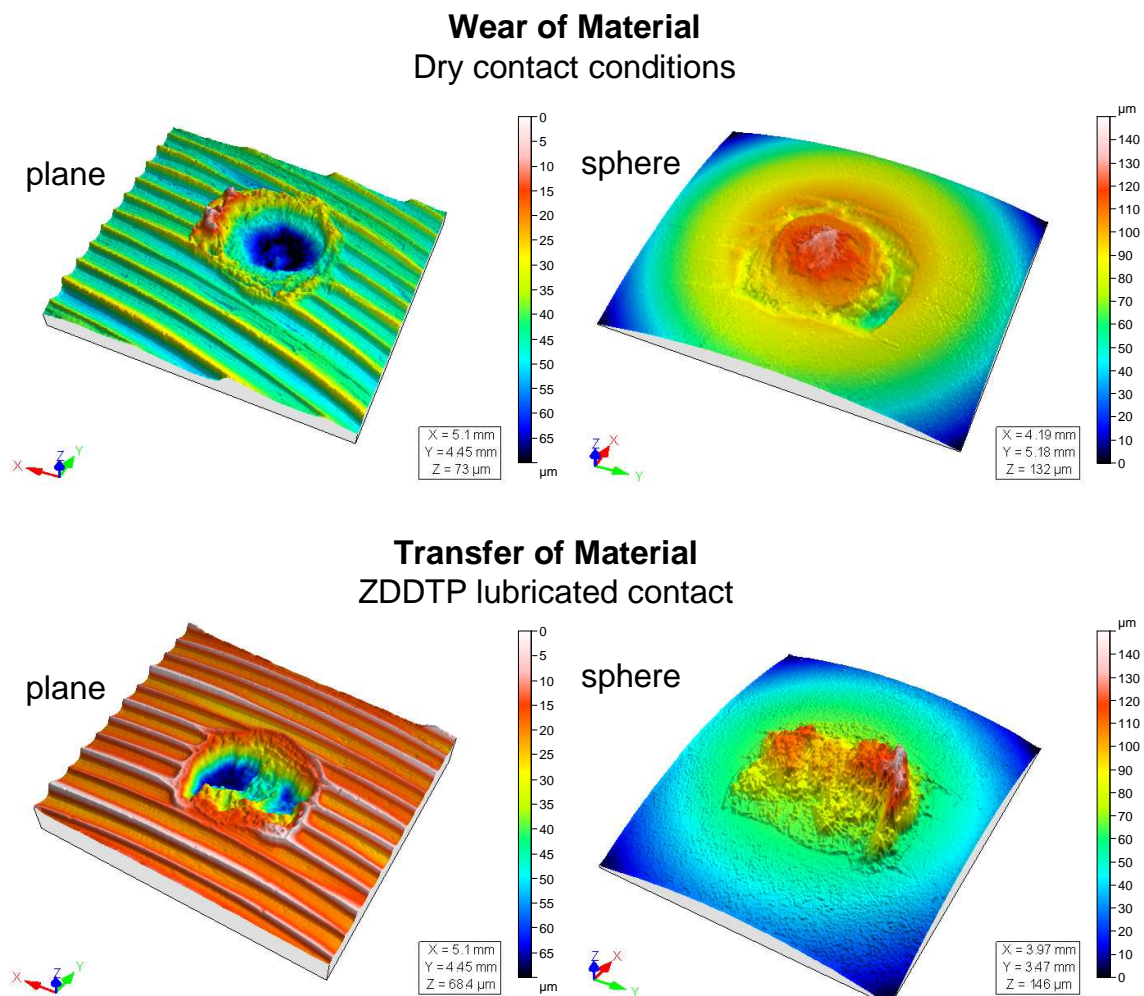 Wear of Material
Dry contact conditions
plane
0
5
10
15
20
25
30
35
40
45
50
55
60
65
µm
X = 5.1 mm
Y = 4.45 mm
Z = 73 µm
X
Z
Y
sphere
µm
140
130
120
110
100
90
80
70
60
50
40
30
20
10
0
X = 4.19 mm
Y = 5.18 mm
Z = 132 µm
Z
X
Y
Transfer of Material
ZDDTP lubricated contact
plane
0
5
10
15
20
25
30
35
40
45
50
55
60
65
µm
X = 5.1 mm
Y = 4.45 mm
Z = 68.4 µm
X
Z
Y
sphere
µm
140
130
120
110
100
90
80
70
60
50
40
30
20
10
0
X = 3.97 mm
Y = 3.47 mm
Z = 146 µm
Z
X
Y